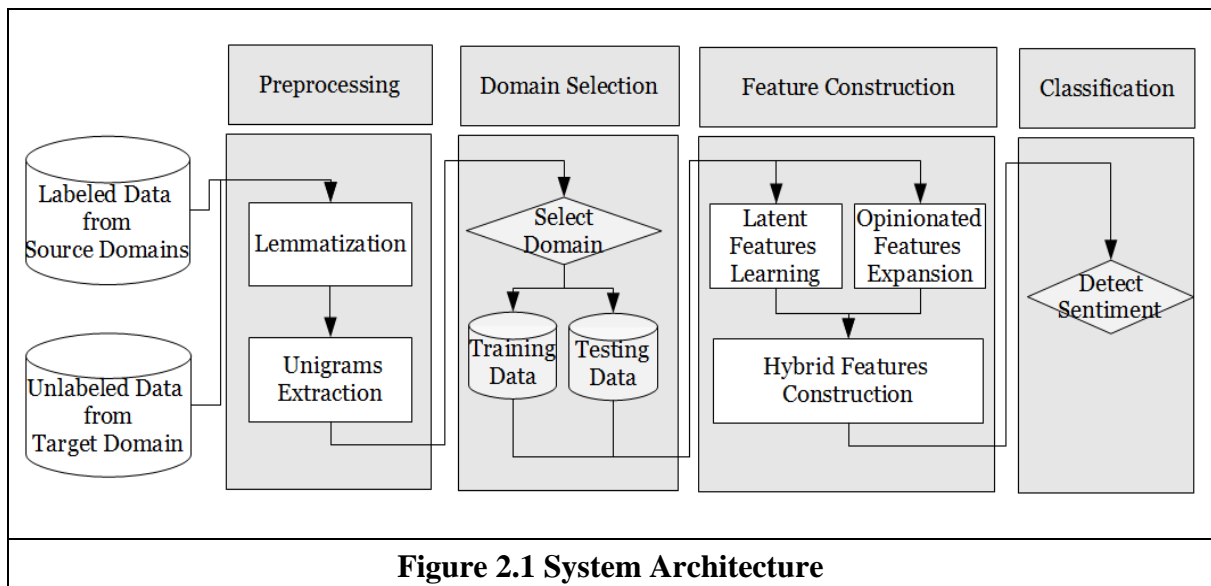 Preprocessing
Domain Selection
Feature Construction
Classification
Labeled Data
from
Source Domains
Unlabeled Data
from
Target Domain
Lemmatization
Unigrams
Extraction
Select
Domain
Training
Data
Testing
Data
Latent
Features
Learning
Opinionated
Features
Expansion
Hybrid Features
Construction
Detect
Sentiment
Figure 2.1 System Architecture